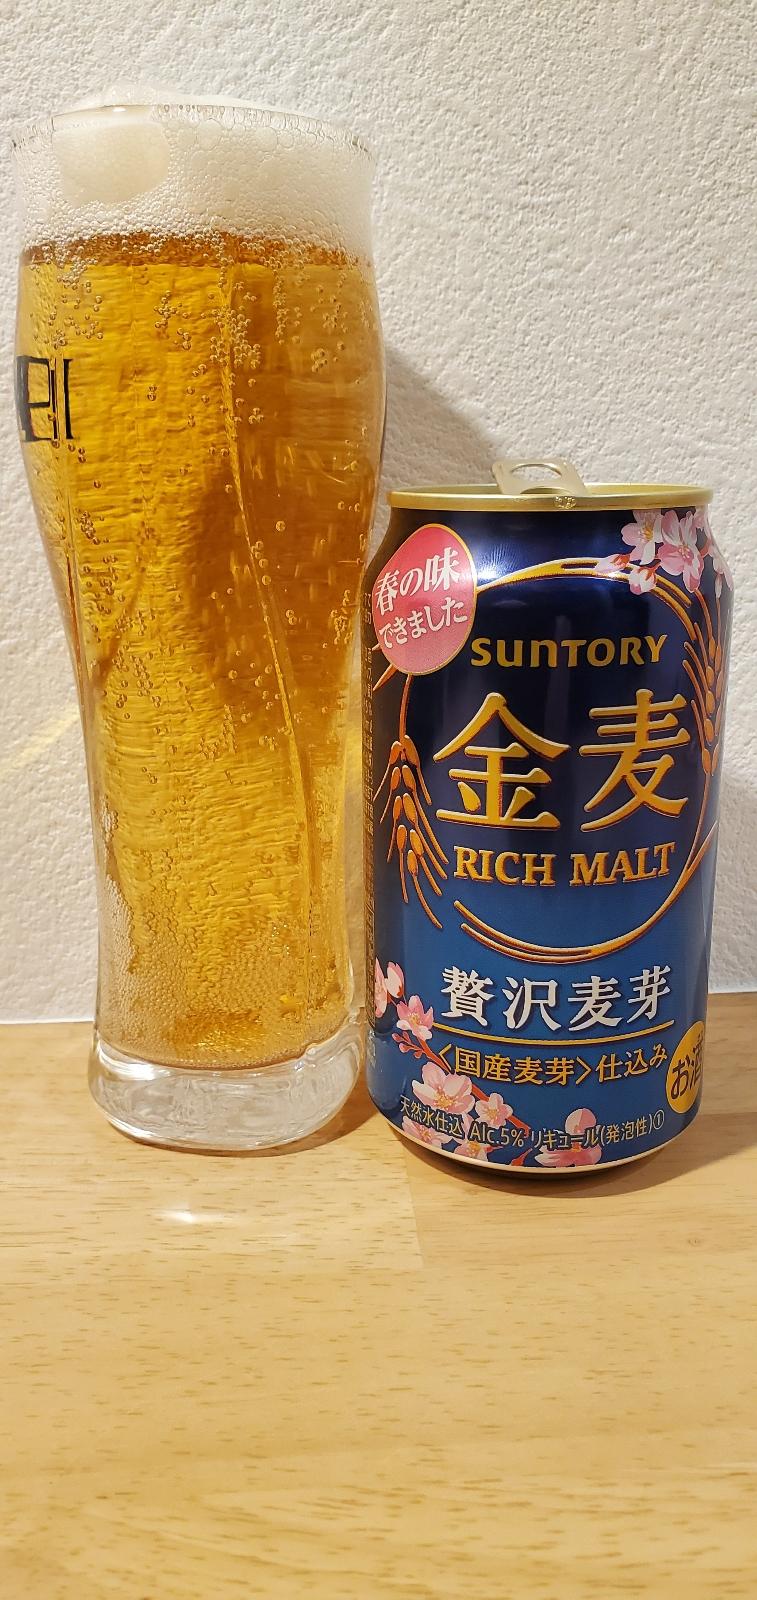 春の味
できました
SUNTORY
金麦
RICH MALT
贅沢麦芽
〈国産麦芽〉仕込み
お酒
天然水仕込 Alc.5% リキュール(発泡性)①